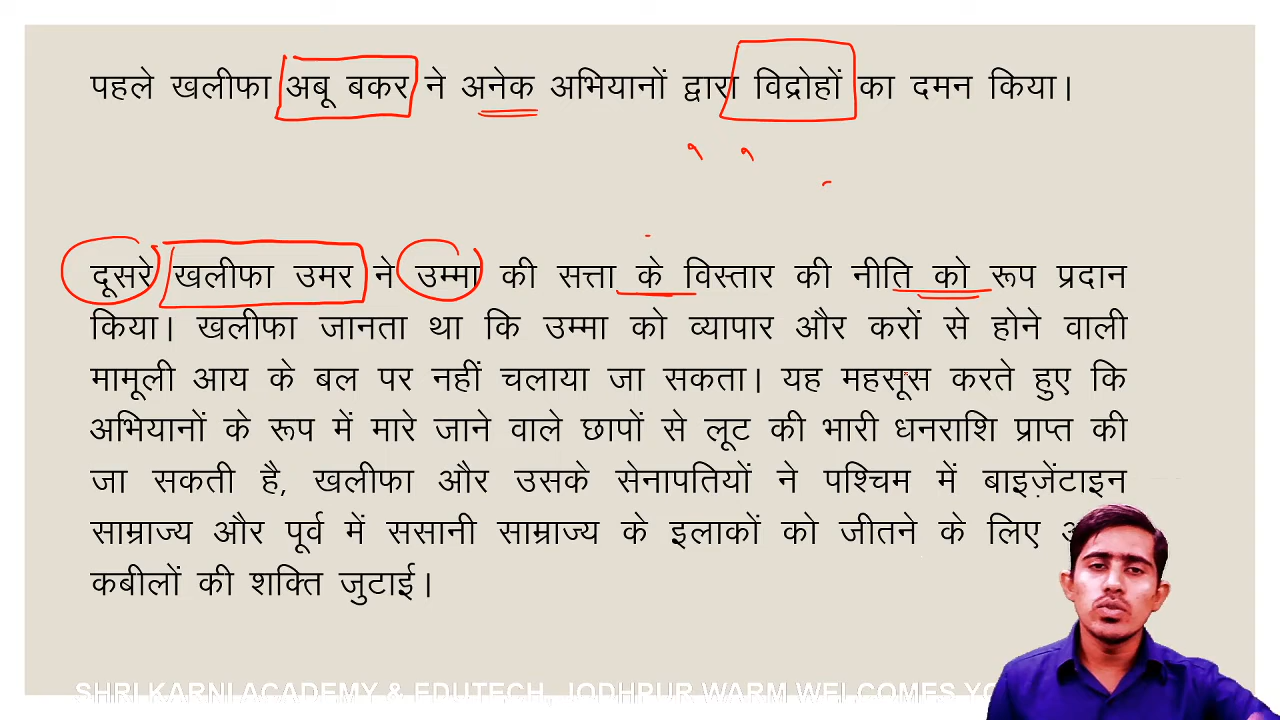 पहले खलीफा अबू बकर ने अनेक अभियानों द्वारा विद्रोहों का दमन किया।
दूसरे खलीफा उमर ने उम्मा की सत्ता के विस्तार की नीति को रूप प्रदान
किया। खलीफा जानता था कि उम्मा को व्यापार और करों से होने वाली
मामूली आय के बल पर नहीं चलाया जा सकता। यह महसूस करते हुए कि
अभियानों के रूप में मारे जाने वाले छापों से लूट की भारी धनराशि प्राप्त की
जा सकती है, खलीफा और उसके सेनापतियों ने पश्चिम में बाइज़ेंटाइन
साम्राज्य और पूर्व में ससानी साम्राज्य के इलाकों को जीतने के लिए
कबीलों की शक्ति जुटाई।
SHRI KARNI ACADEMY & EDUTECH, JODHPUR WARM WELCOMES